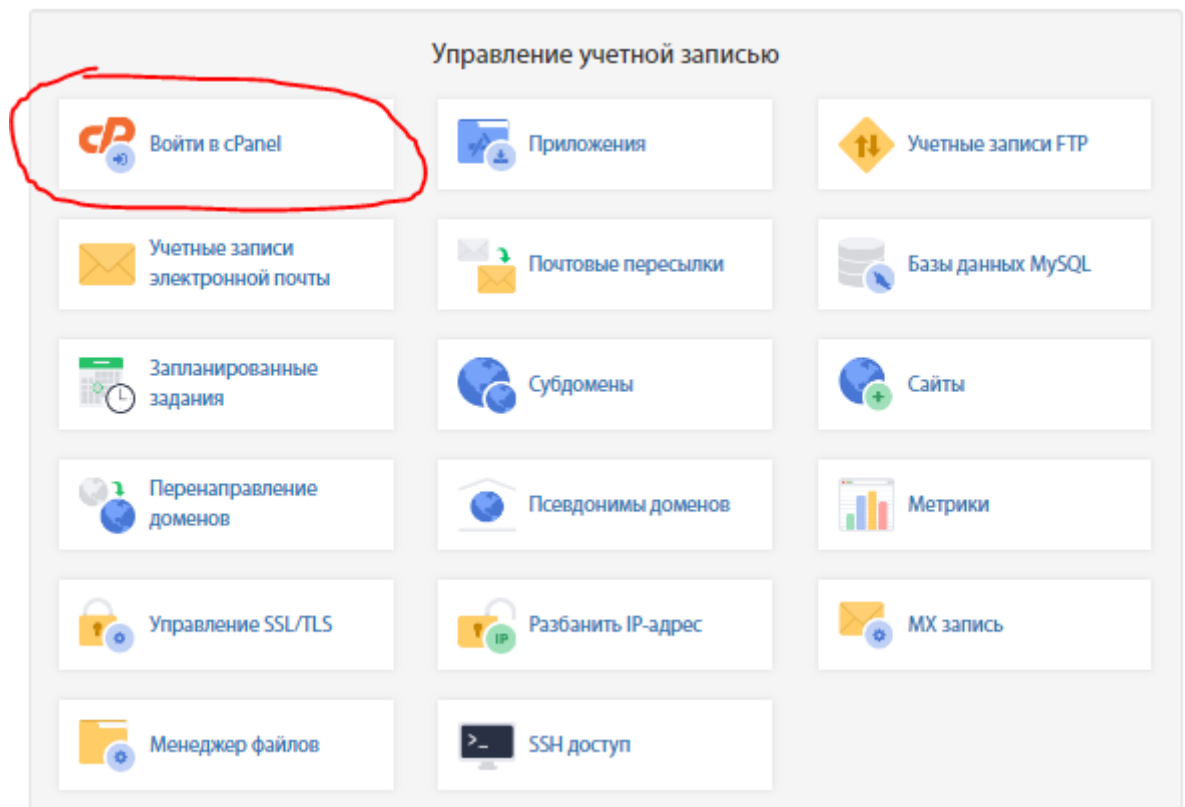 Управление учетной записью
cP Войти в cPanel
Приложения
Учетные записи FTP
Учетные записи
электронной почты
Почтовые пересылки
Базы данных MySQL
Запланированные
задания
Субдомены
Сайты
Перенаправление
доменов
Псевдонимы доменов
Метрики
Управление SSL/TLS
IP
Разбанить IP-адрес
MX запись
Менеджер файлов
>_
SSH доступ